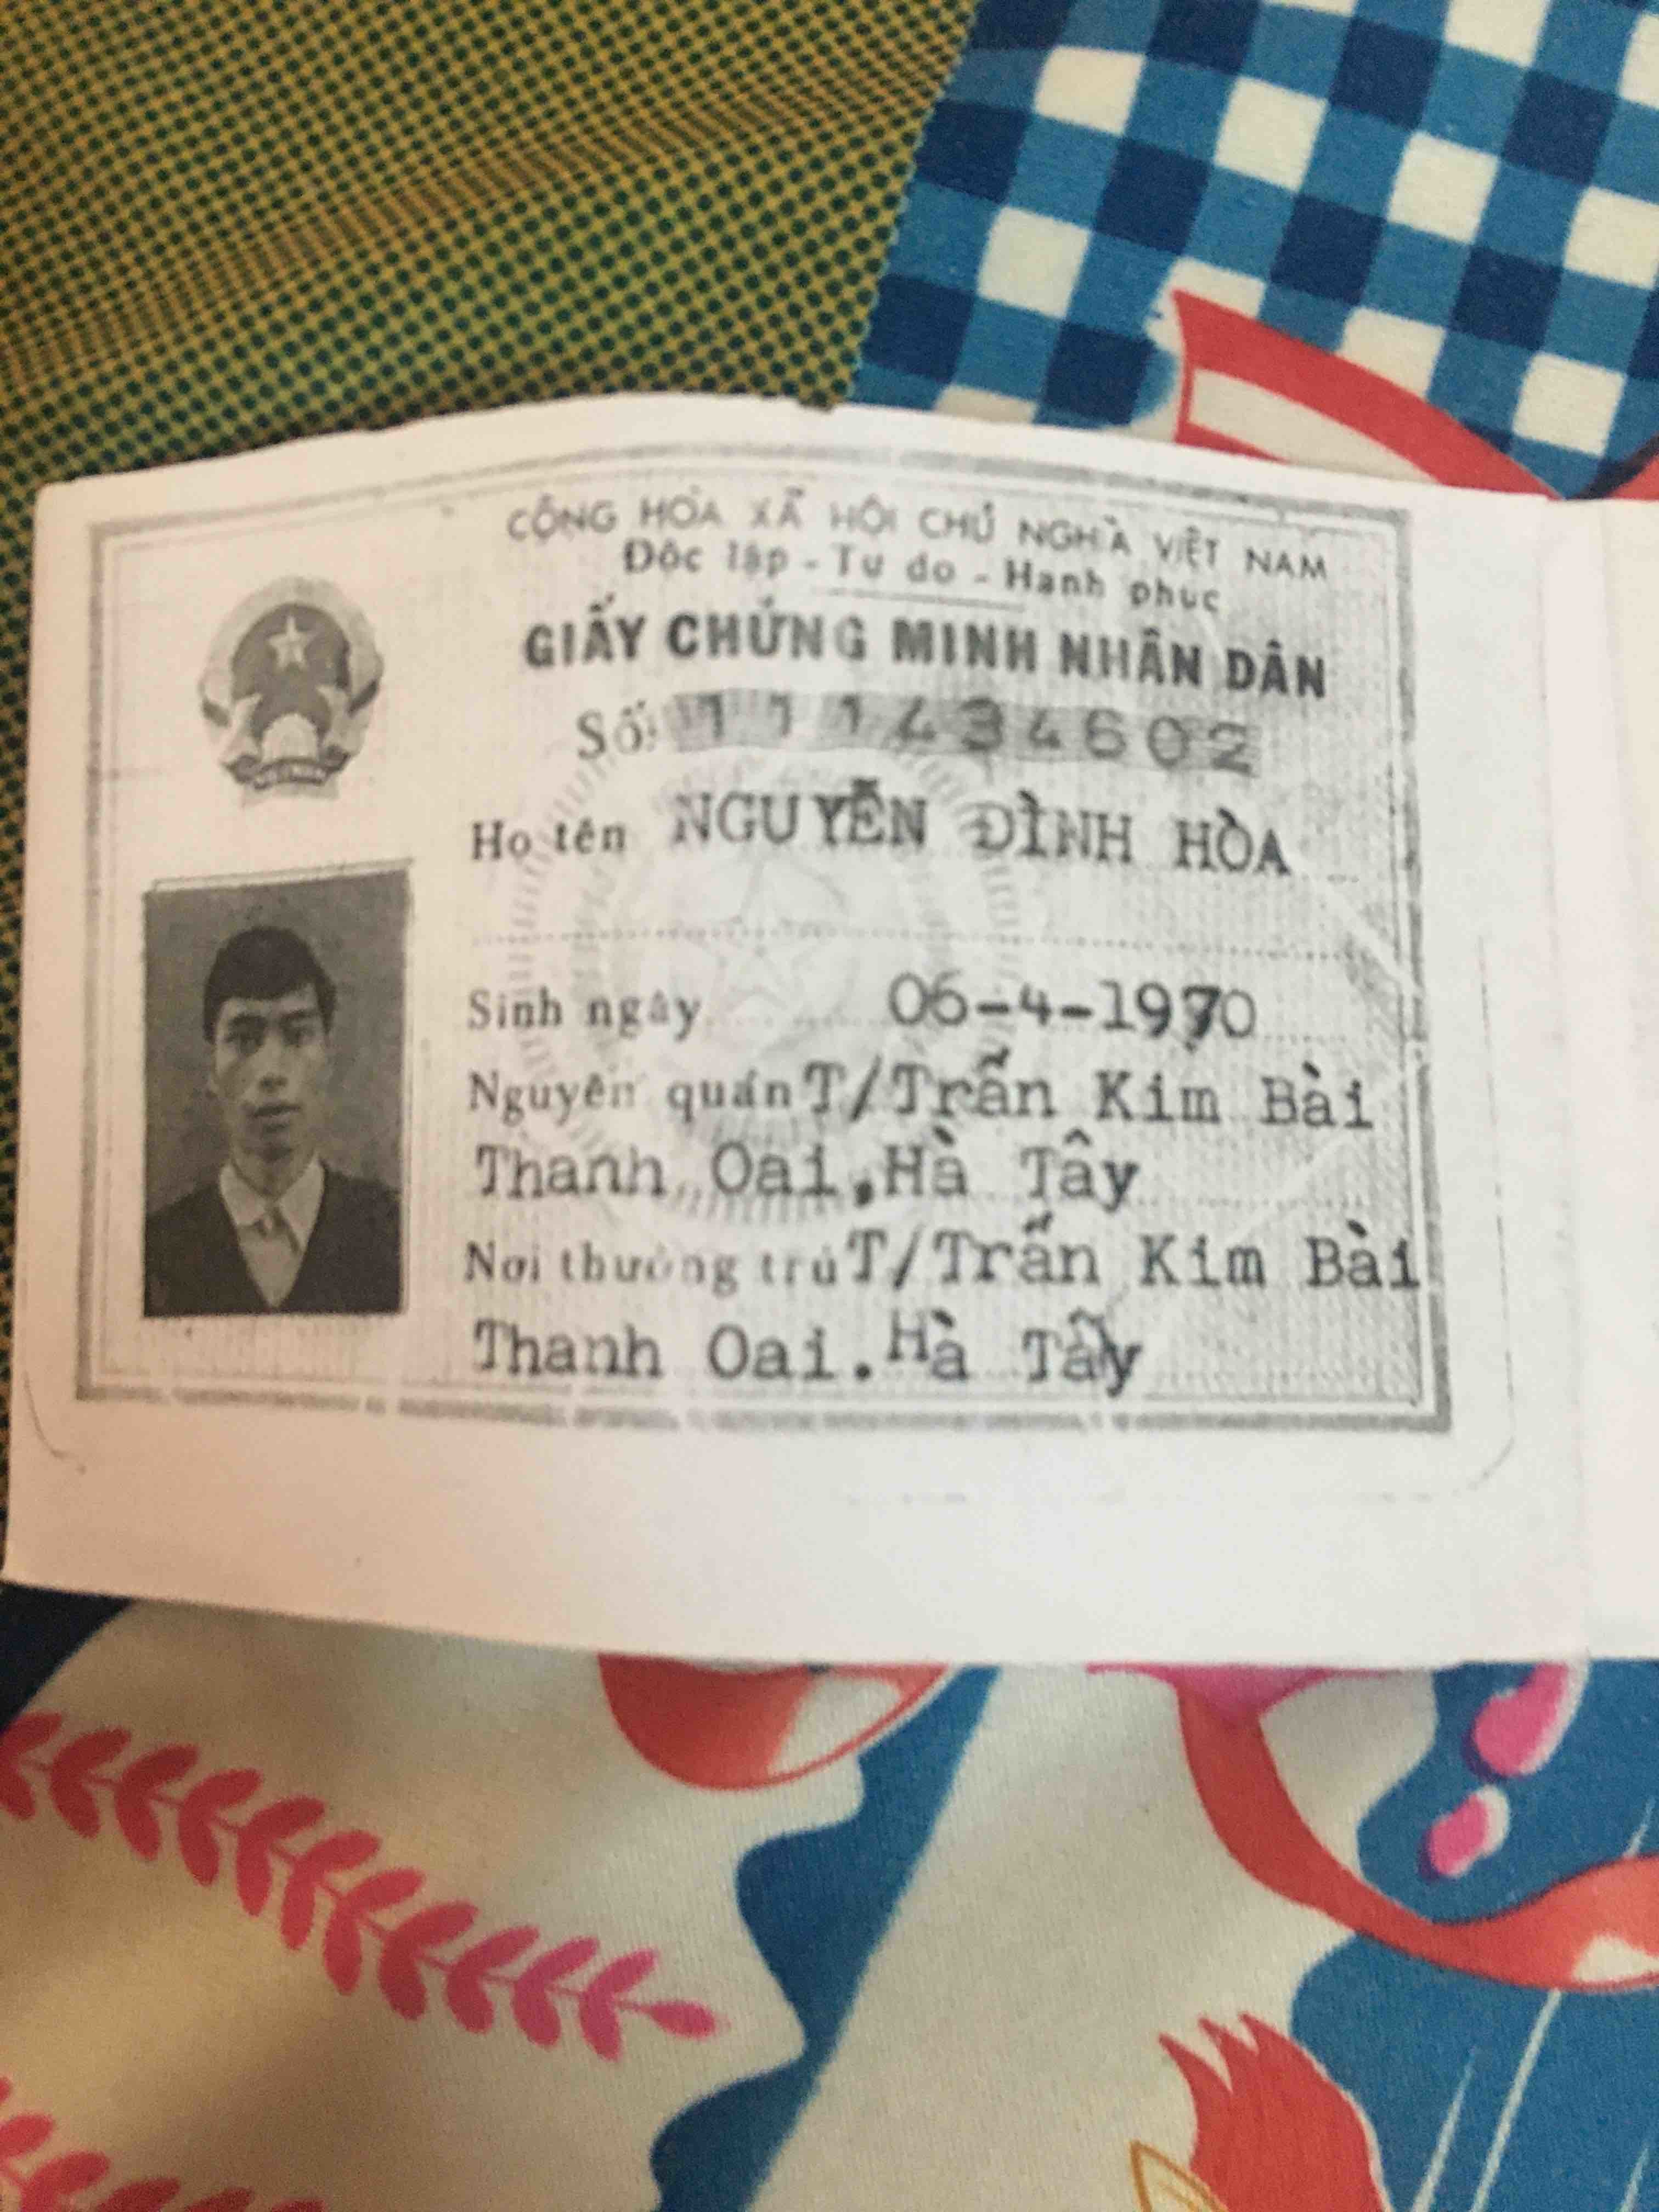 CỘNG HÒA XÃ HỘI CHỦ NGHĨA VIỆT NAM
Độc lập - Tự do - Hạnh phúc
GIẤY CHỨNG MINH NHÂN DÂN
Số: 111434602
Họ tên NGUYỄN ĐÌNH HÒA
Sinh ngày 06-4-1970
Nguyên quán T/Trấn Kim Bài
Thanh Oai, Hà Tây
Nơi thường trú T/Trấn Kim Bài
Thanh Oai. Hà Tây